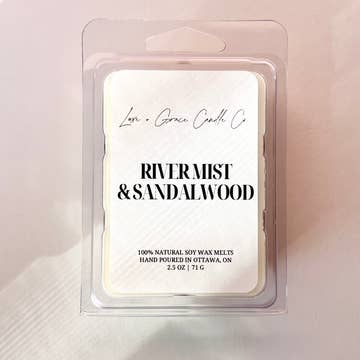 Love + Grace Candle Co
RIVER MIST
& SANDALWOOD
100% NATURAL SOY WAX MELTS
HAND POURED IN OTTAWA, ON
2.5 OZ | 71 G